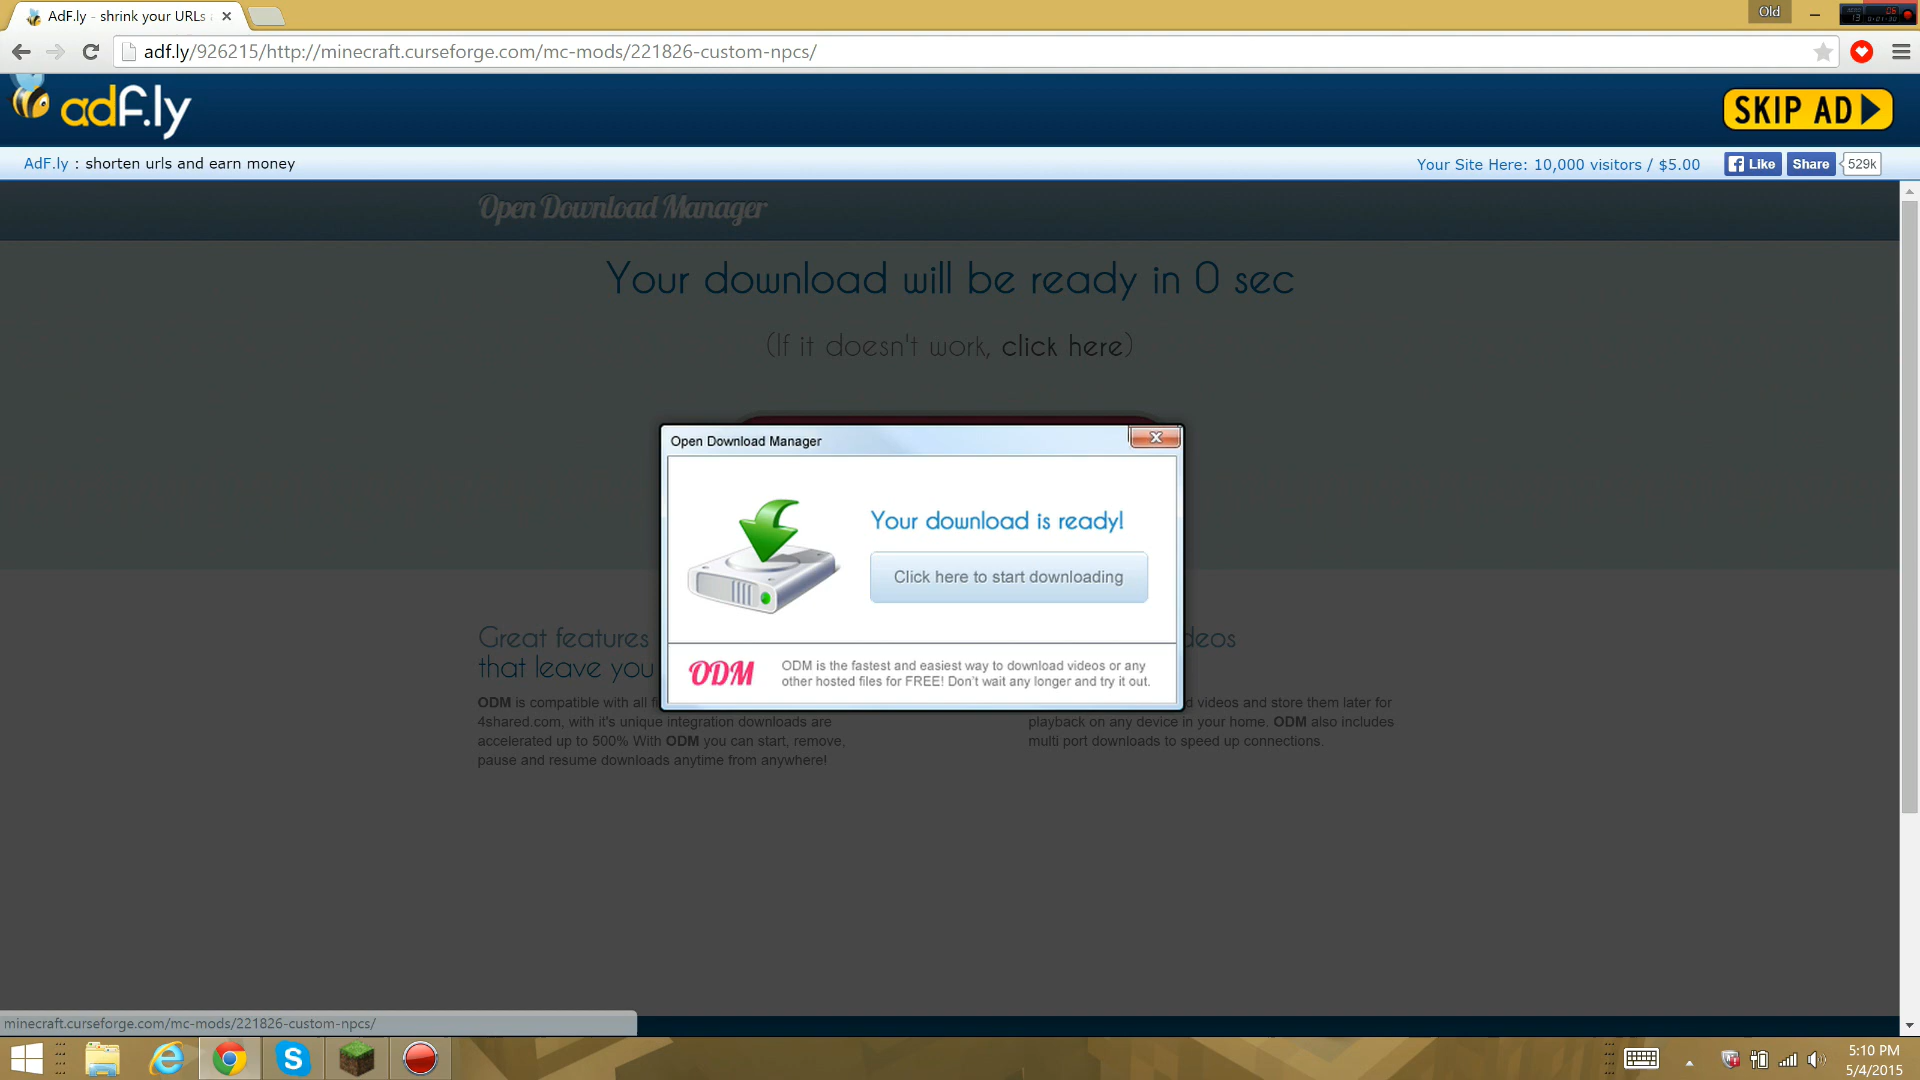 AdF.ly - shrink your URLs
Old
adf.ly/926215/http://minecraft.curseforge.com/mc-mods/221826-custom-npcs/
adf.ly
SKIP AD
AdF.ly : shorten urls and earn money
Your Site Here: 10,000 visitors / $5.00
Like
Share
529k
Open Download Manager
Your download will be ready in 0 sec
(If it doesn't work, click here)
Open Download Manager
Your download is ready!
Click here to start downloading
ODM
ODM is the fastest and easiest way to download videos or any
other hosted files for FREE! Don't wait any longer and try it out.
Great features
that leave you
ODM is compatible with all
4shared.com, with it's unique integration downloads are
accelerated up to 500% With ODM you can start, remove,
pause and resume downloads anytime from anywhere!
deos
d videos and store them later for
playback on any device in your home. ODM also includes
multi port downloads to speed up connections.
minecraft.curseforge.com/mc-mods/221826-custom-npcs/
5:10 PM
5/4/2015